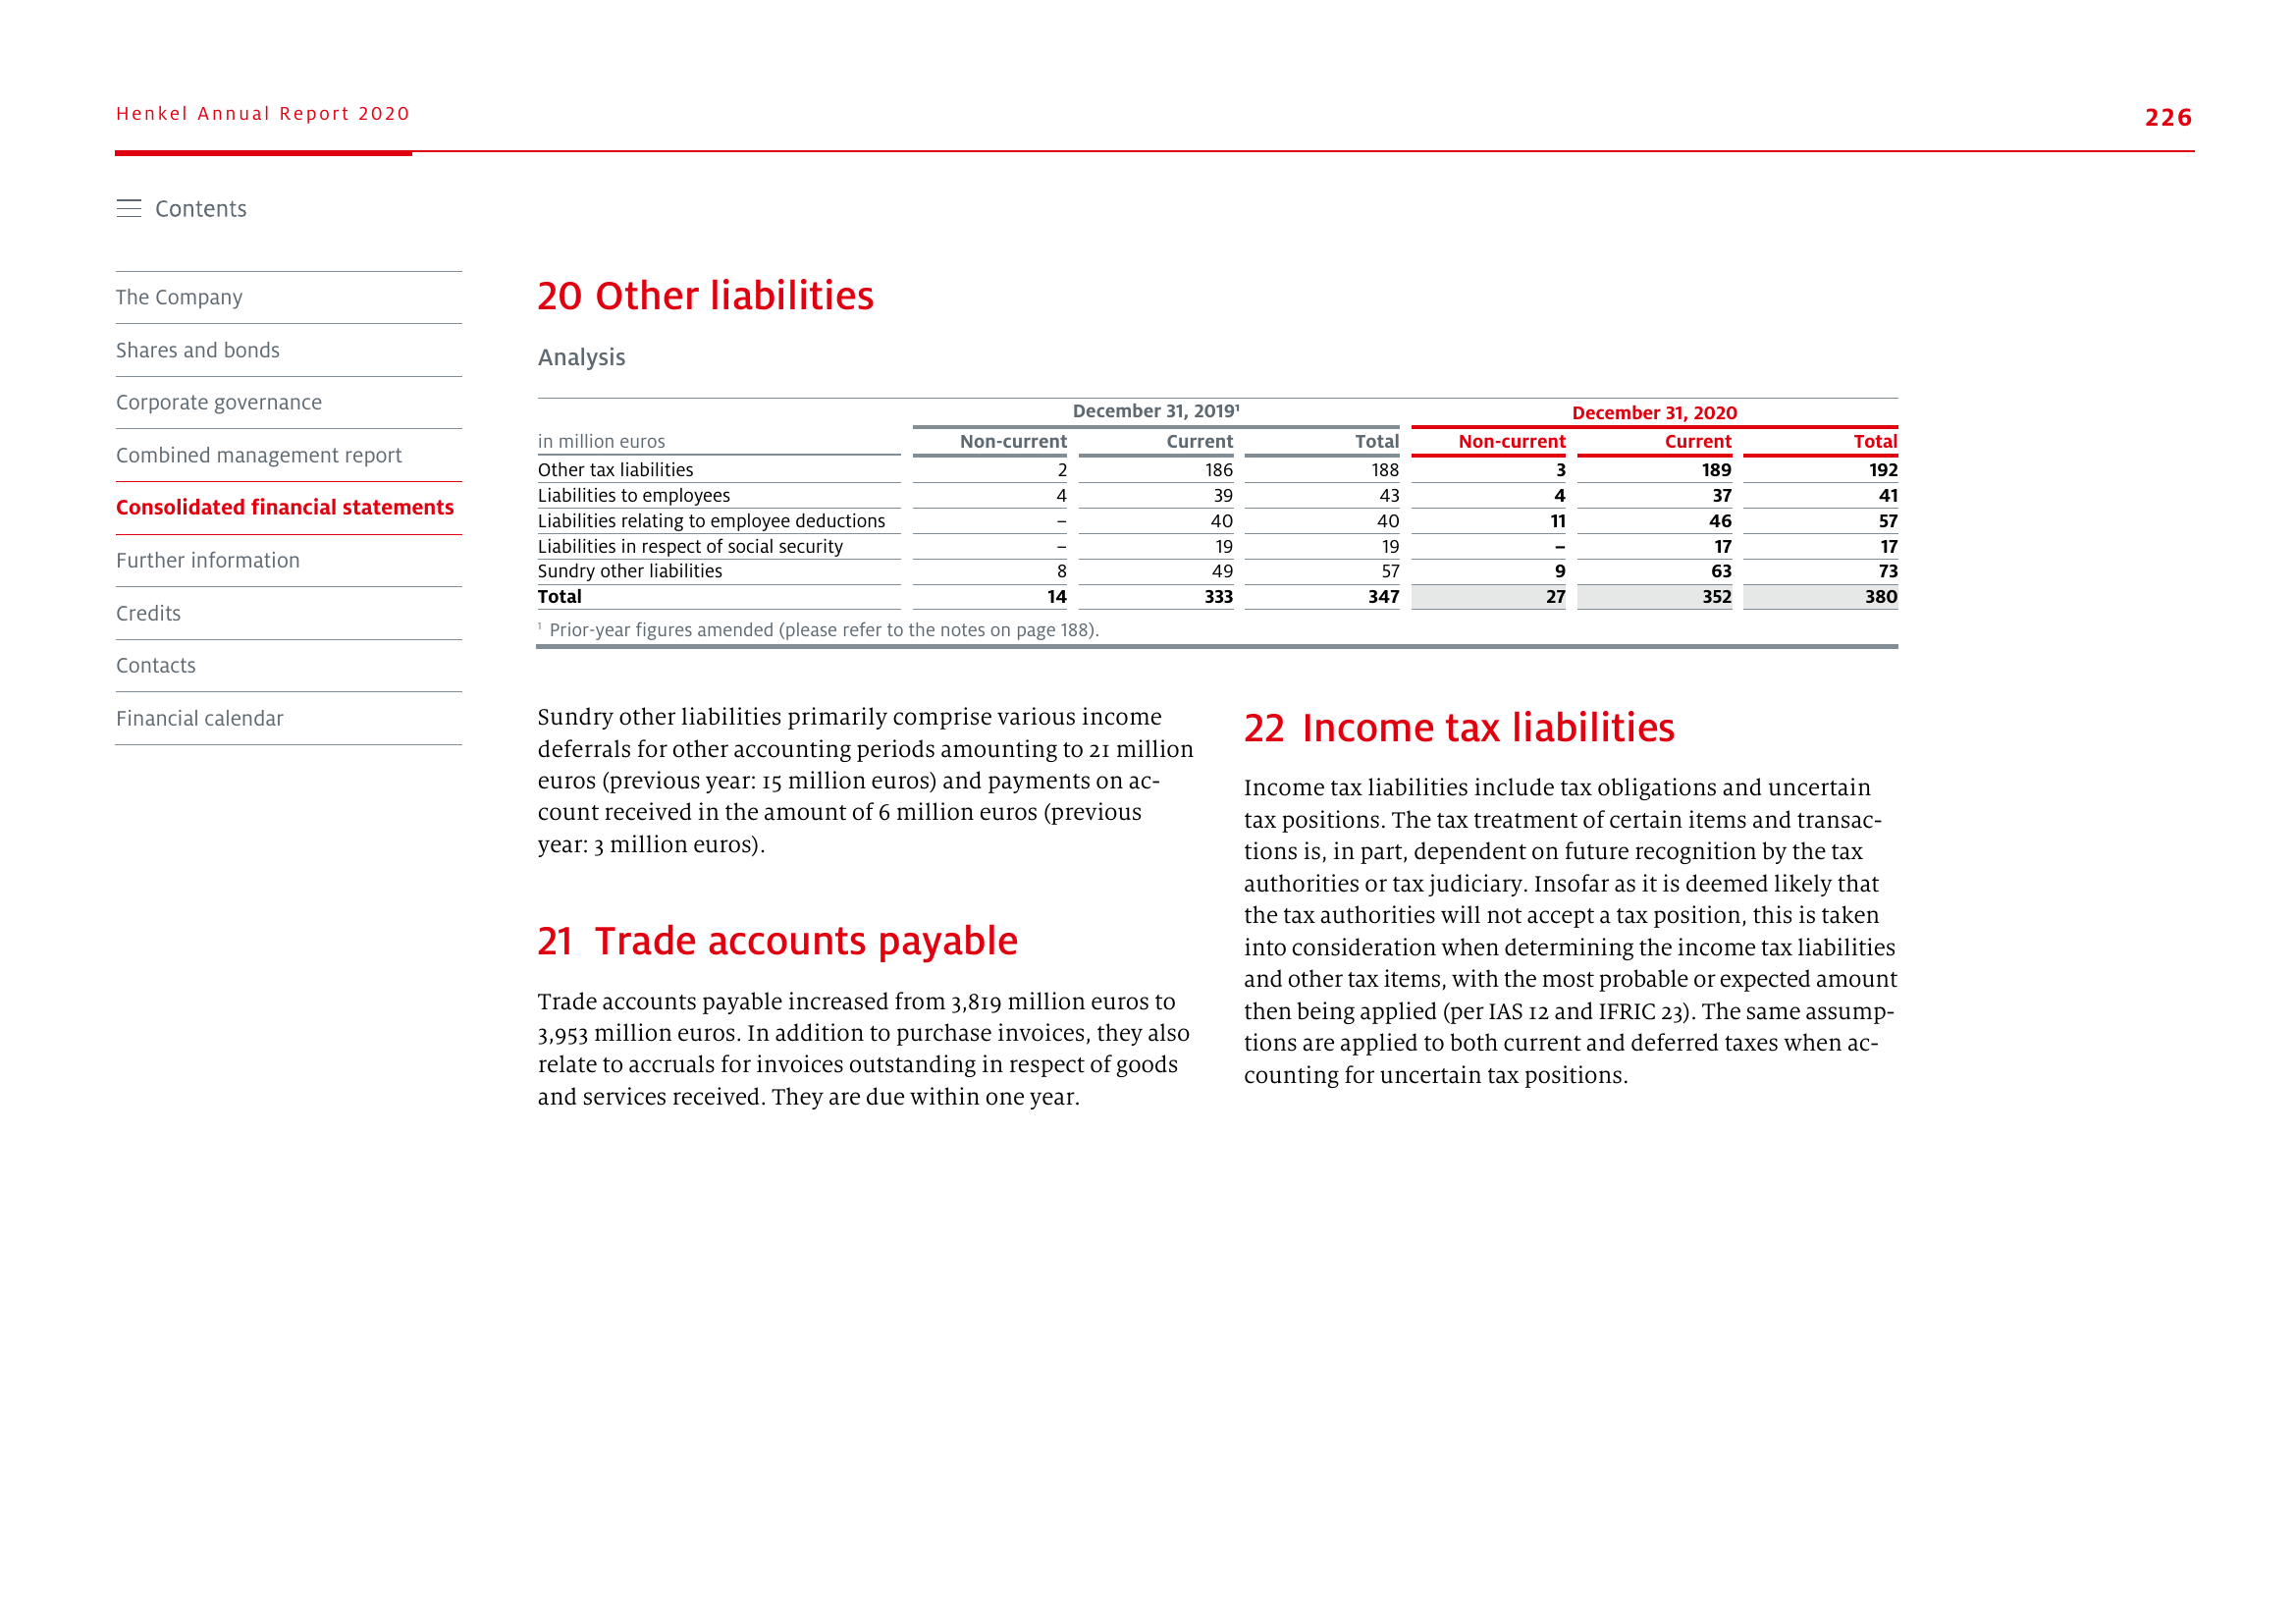 Henkel Annual Report 2020
226
Contents
The Company
Shares and bonds
Corporate governance
Combined management report
Consolidated financial statements
Further information
Credits
Contacts
Financial calendar
20 Other liabilities
Analysis
December 31, 2019¹ December 31, 2020
in million euros Non-current Current Total Non-current Current Total
Other tax liabilities 2 186 188 3 189 192
Liabilities to employees 4 39 43 4 37 41
Liabilities relating to employee deductions – 40 40 11 46 57
Liabilities in respect of social security – 19 19 – 17 17
Sundry other liabilities 8 49 57 9 63 73
Total 14 333 347 27 352 380
¹ Prior-year figures amended (please refer to the notes on page 188).
Sundry other liabilities primarily comprise various income
deferrals for other accounting periods amounting to 21 million
euros (previous year: 15 million euros) and payments on ac-
count received in the amount of 6 million euros (previous
year: 3 million euros).
21 Trade accounts payable
Trade accounts payable increased from 3,819 million euros to
3,953 million euros. In addition to purchase invoices, they also
relate to accruals for invoices outstanding in respect of goods
and services received. They are due within one year.
22 Income tax liabilities
Income tax liabilities include tax obligations and uncertain
tax positions. The tax treatment of certain items and transac-
tions is, in part, dependent on future recognition by the tax
authorities or tax judiciary. Insofar as it is deemed likely that
the tax authorities will not accept a tax position, this is taken
into consideration when determining the income tax liabilities
and other tax items, with the most probable or expected amount
then being applied (per IAS 12 and IFRIC 23). The same assump-
tions are applied to both current and deferred taxes when ac-
counting for uncertain tax positions.